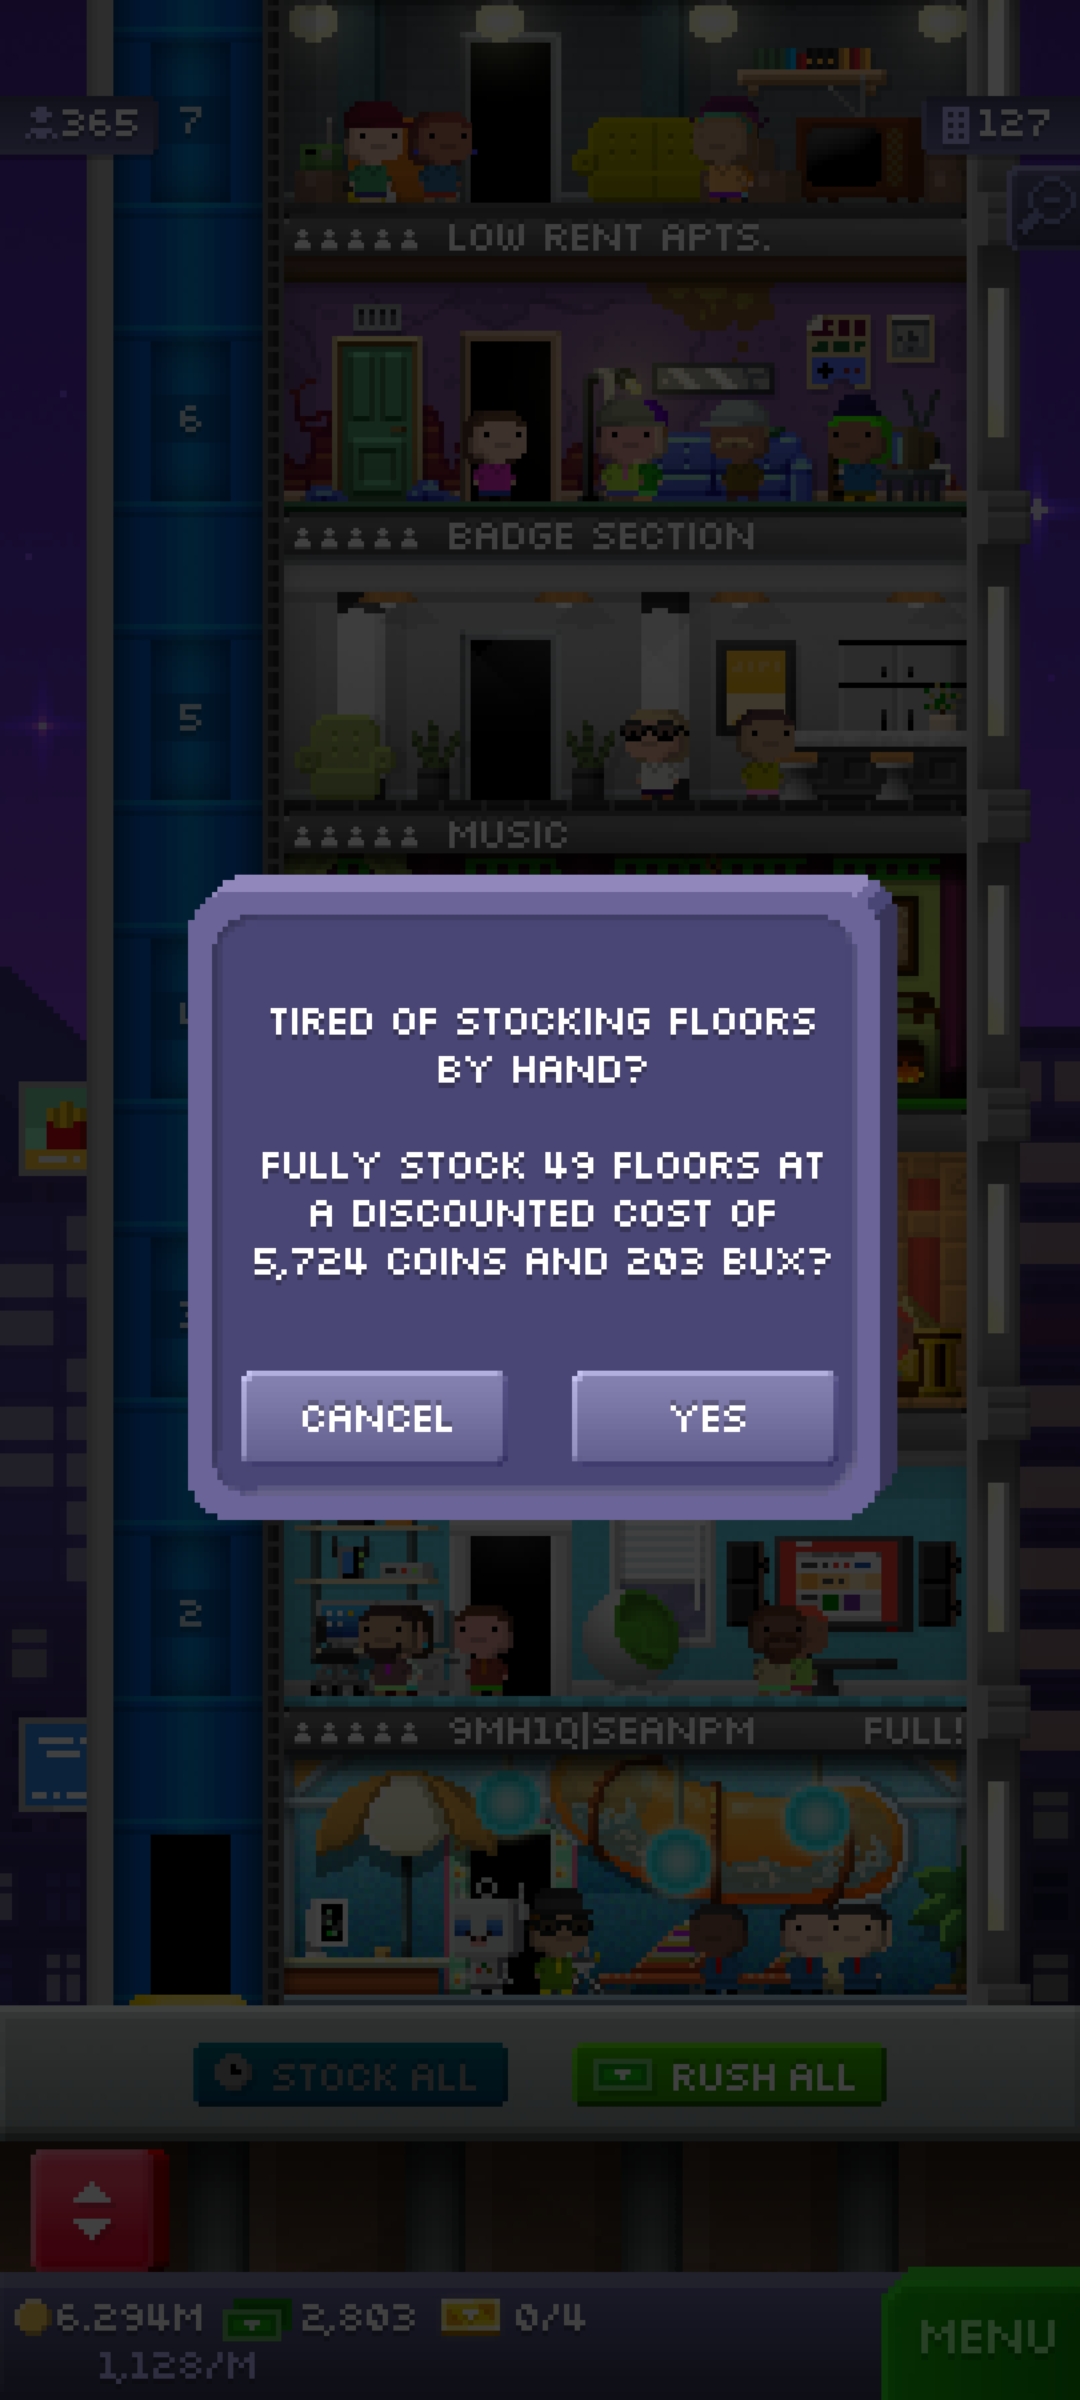 365
7
127
LOW RENT APTS.
6
BADGE SECTION
5
MUSIC
TIRED OF STOCKING FLOORS
BY HAND?
FULLY STOCK 49 FLOORS AT
A DISCOUNTED COST OF
5,724 COINS AND 203 BUX?
CANCEL
YES
2
9MH1Q|SEANPM
FULL!
STOCK ALL
RUSH ALL
6.294M
2,803
0/4
MENU
1,128/M